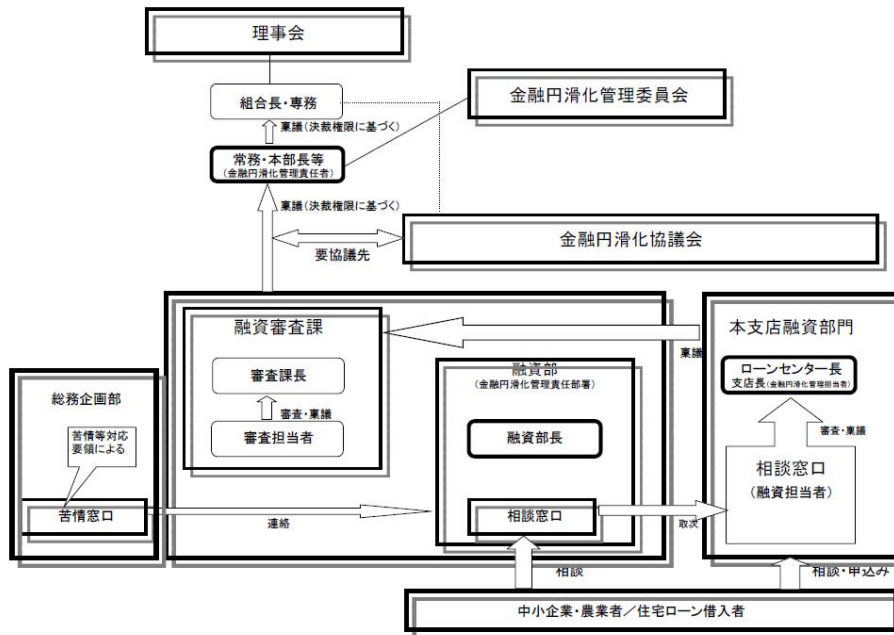 理事会
組合長・専務
金融円滑化管理委員会
稟議(決裁権限に基づく)
常務・本部長等
(金融円滑化管理責任者)
稟議(決裁権限に基づく)
要協議先
金融円滑化協議会
融資審査課
審査課長
審査・稟議
審査担当者
融資部
(金融円滑化管理責任部署)
融資部長
相談窓口
稟議
本支店融資部門
ローンセンター長
支店長(金融円滑化管理担当者)
審査・稟議
相談窓口
(融資担当者)
総務企画部
苦情等対応
要領による
苦情窓口
連絡
取次
相談
相談・申込み
中小企業・農業者/住宅ローン借入者